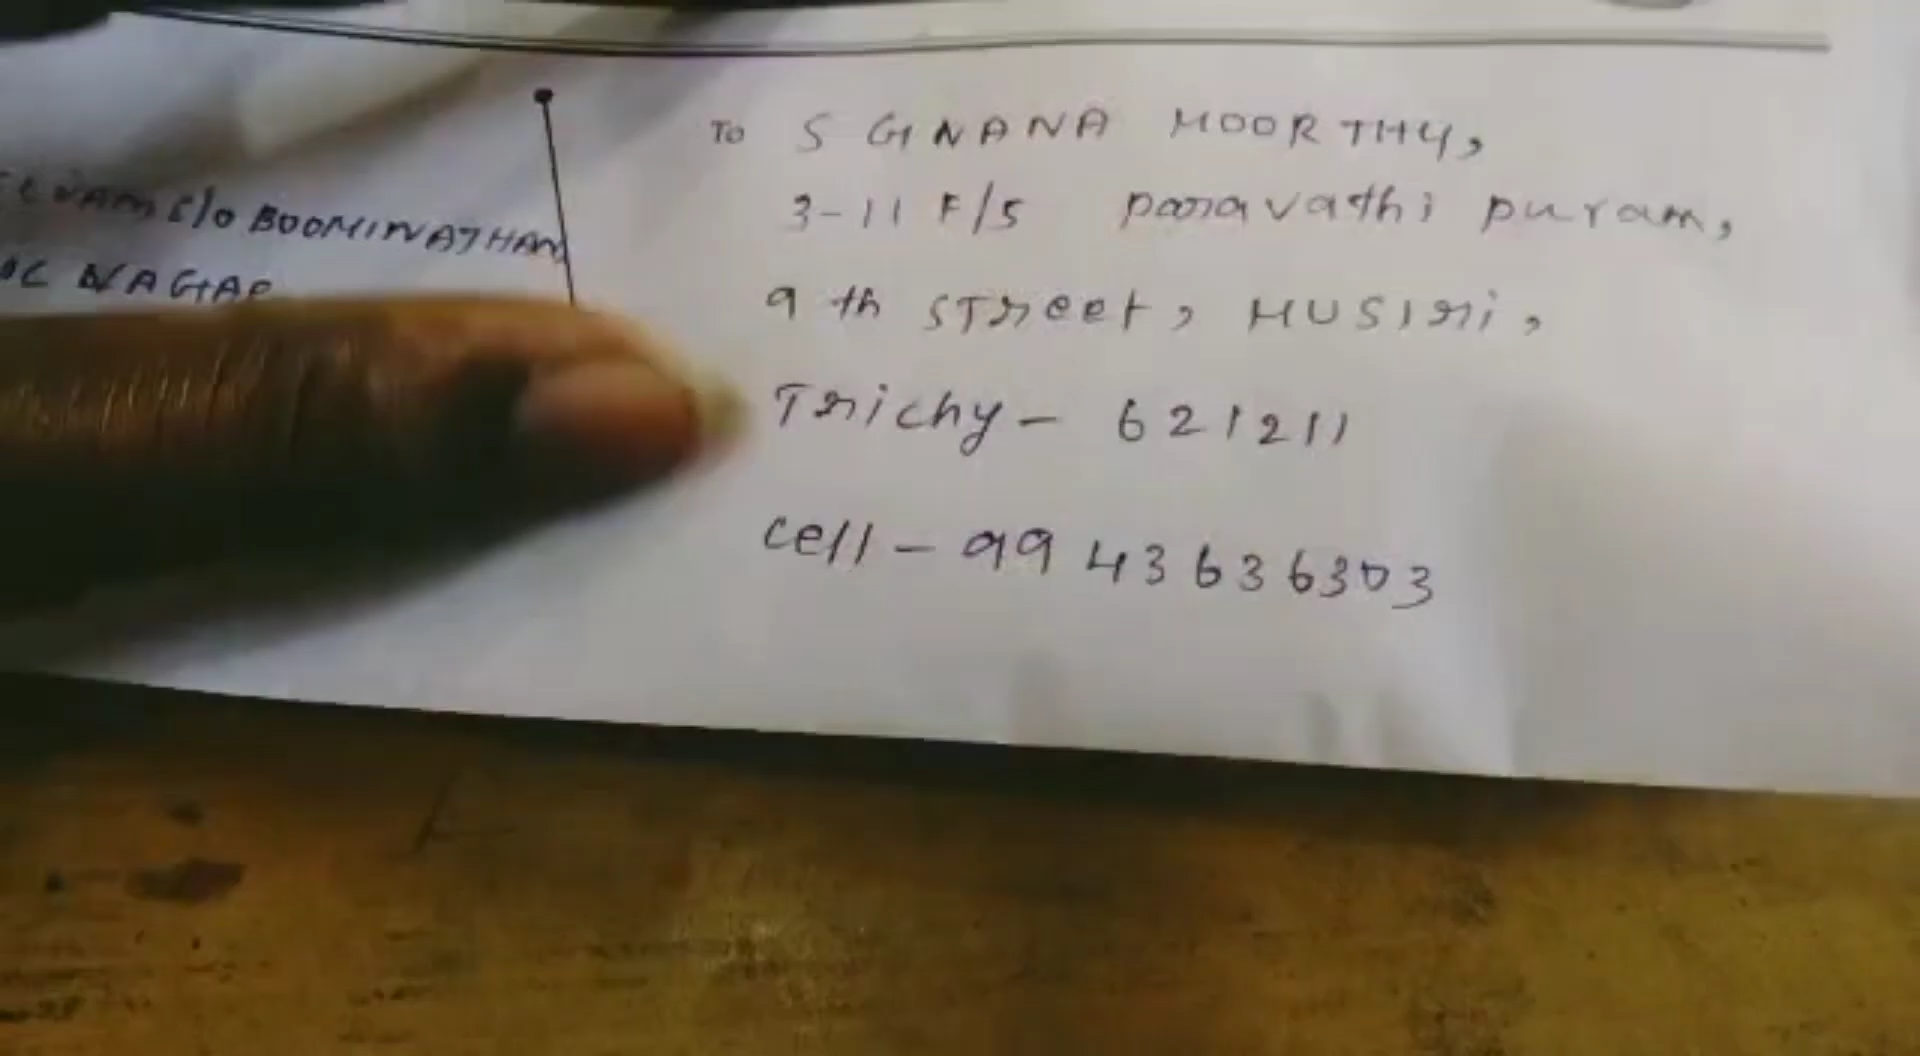 C/O BOOMINATHAN
NAGAR
TO S GNANA MOORTHY,
3-11 F/5 paravathi puram,
9 th STreet, MUSIri,
Trichy - 621211
cell - 9943636303